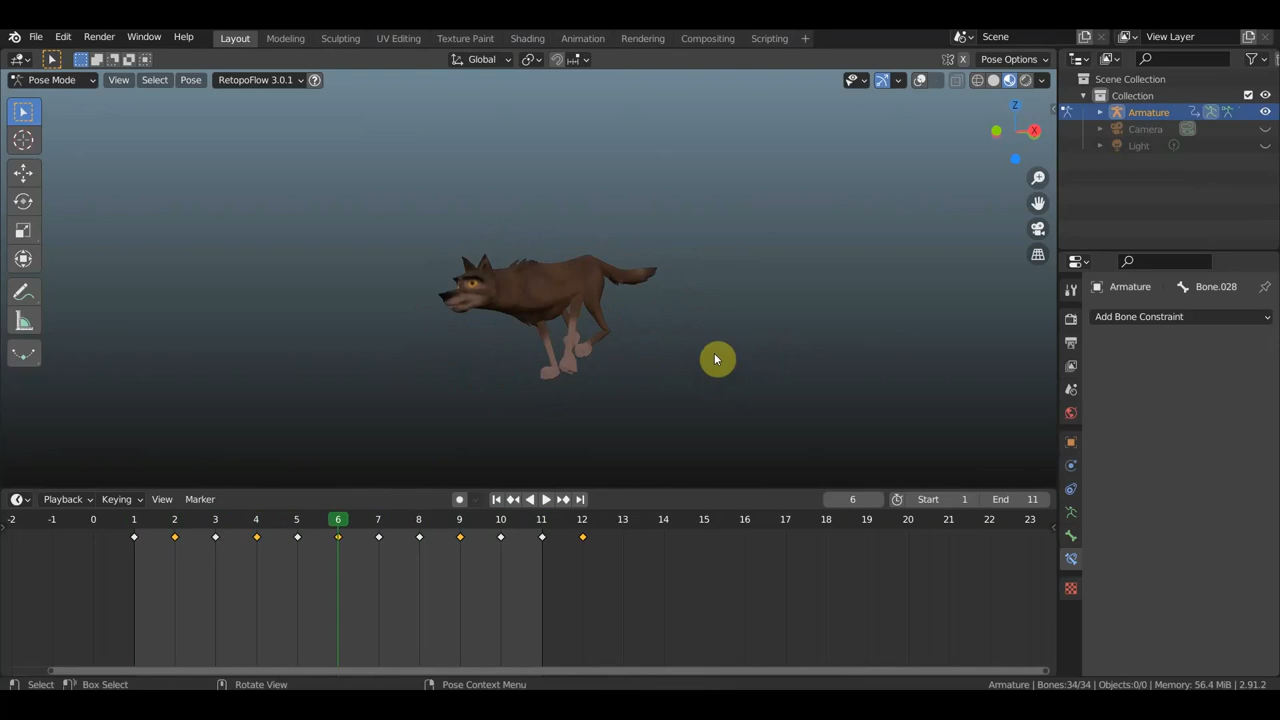 File Edit Render Window Help Layout Modeling Sculpting UV Editing Texture Paint Shading Animation Rendering Compositing Scripting + Scene View Layer
Global Pose Options
Pose Mode View Select Pose RetopoFlow 3.0.1 ?
X
Z
X
Scene Collection
Collection
Armature
Camera
Light
Armature Bone.028
Add Bone Constraint
Playback Keying View Marker 6 Start 1 End 11
-2 -1 0 1 2 3 4 5 6 7 8 9 10 11 12 13 14 15 16 17 18 19 20 21 22 23
Select Box Select Rotate View Pose Context Menu Armature | Bones:34/34 | Objects:0/0 | Memory: 56.4 MiB | 2.91.2